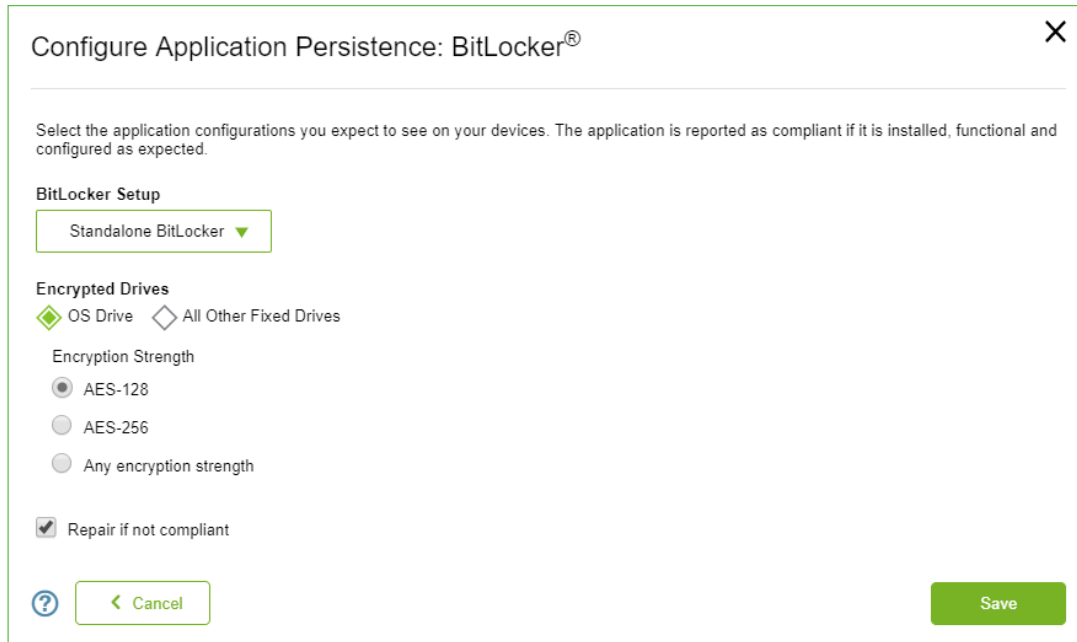 Configure Application Persistence: BitLocker®
Select the application configurations you expect to see on your devices. The application is reported as compliant if it is installed, functional and
configured as expected.
BitLocker Setup
Standalone BitLocker
Encrypted Drives
OS Drive All Other Fixed Drives
Encryption Strength
AES-128
AES-256
Any encryption strength
Repair if not compliant
? Cancel Save